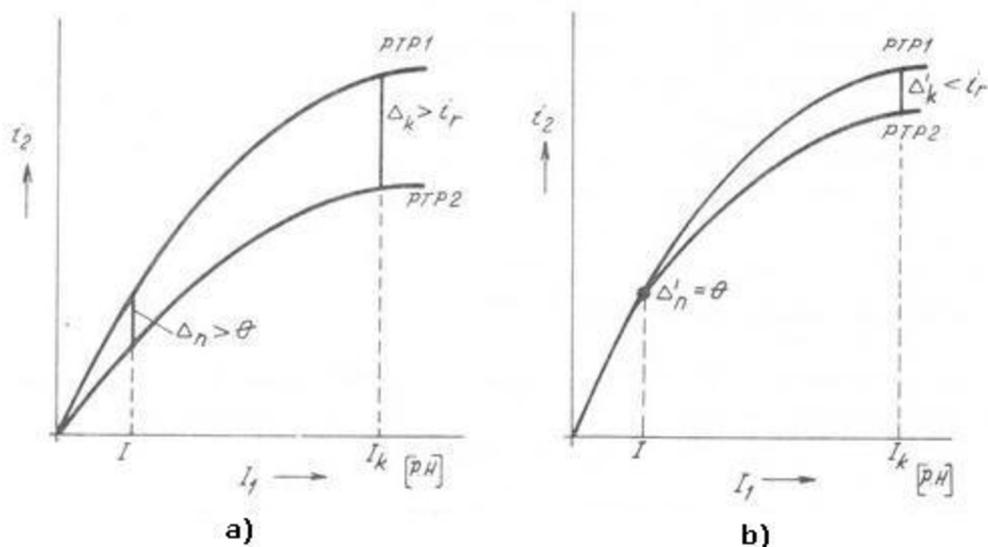 PTP1
Δk > ir
i2
PTP2
Δn > θ
I
Ik [PH]
I1
a)
PTP1
Δ'k < ir
i2
PTP2
Δ'n = θ
I
Ik [PH]
I1
b)